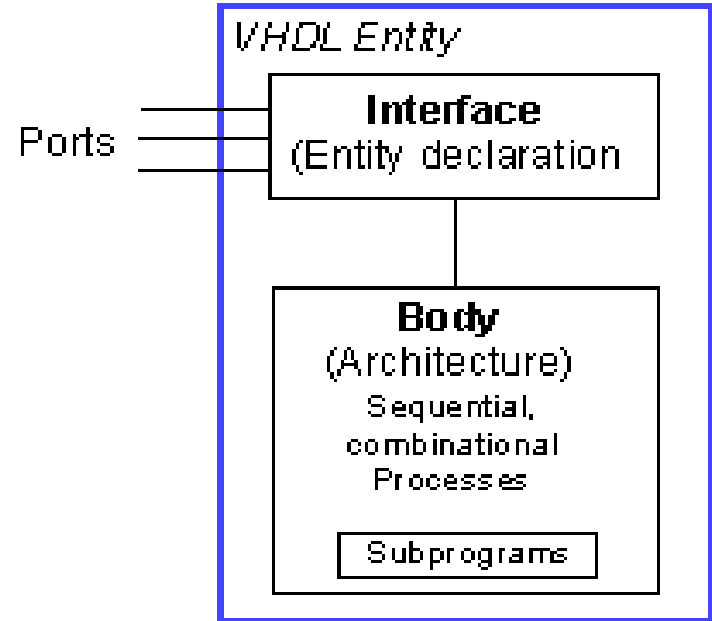 VHDL Entity
Interface
(Entity declaration
Ports
Body
(Architecture)
Sequential,
combinational
Processes
Subprograms